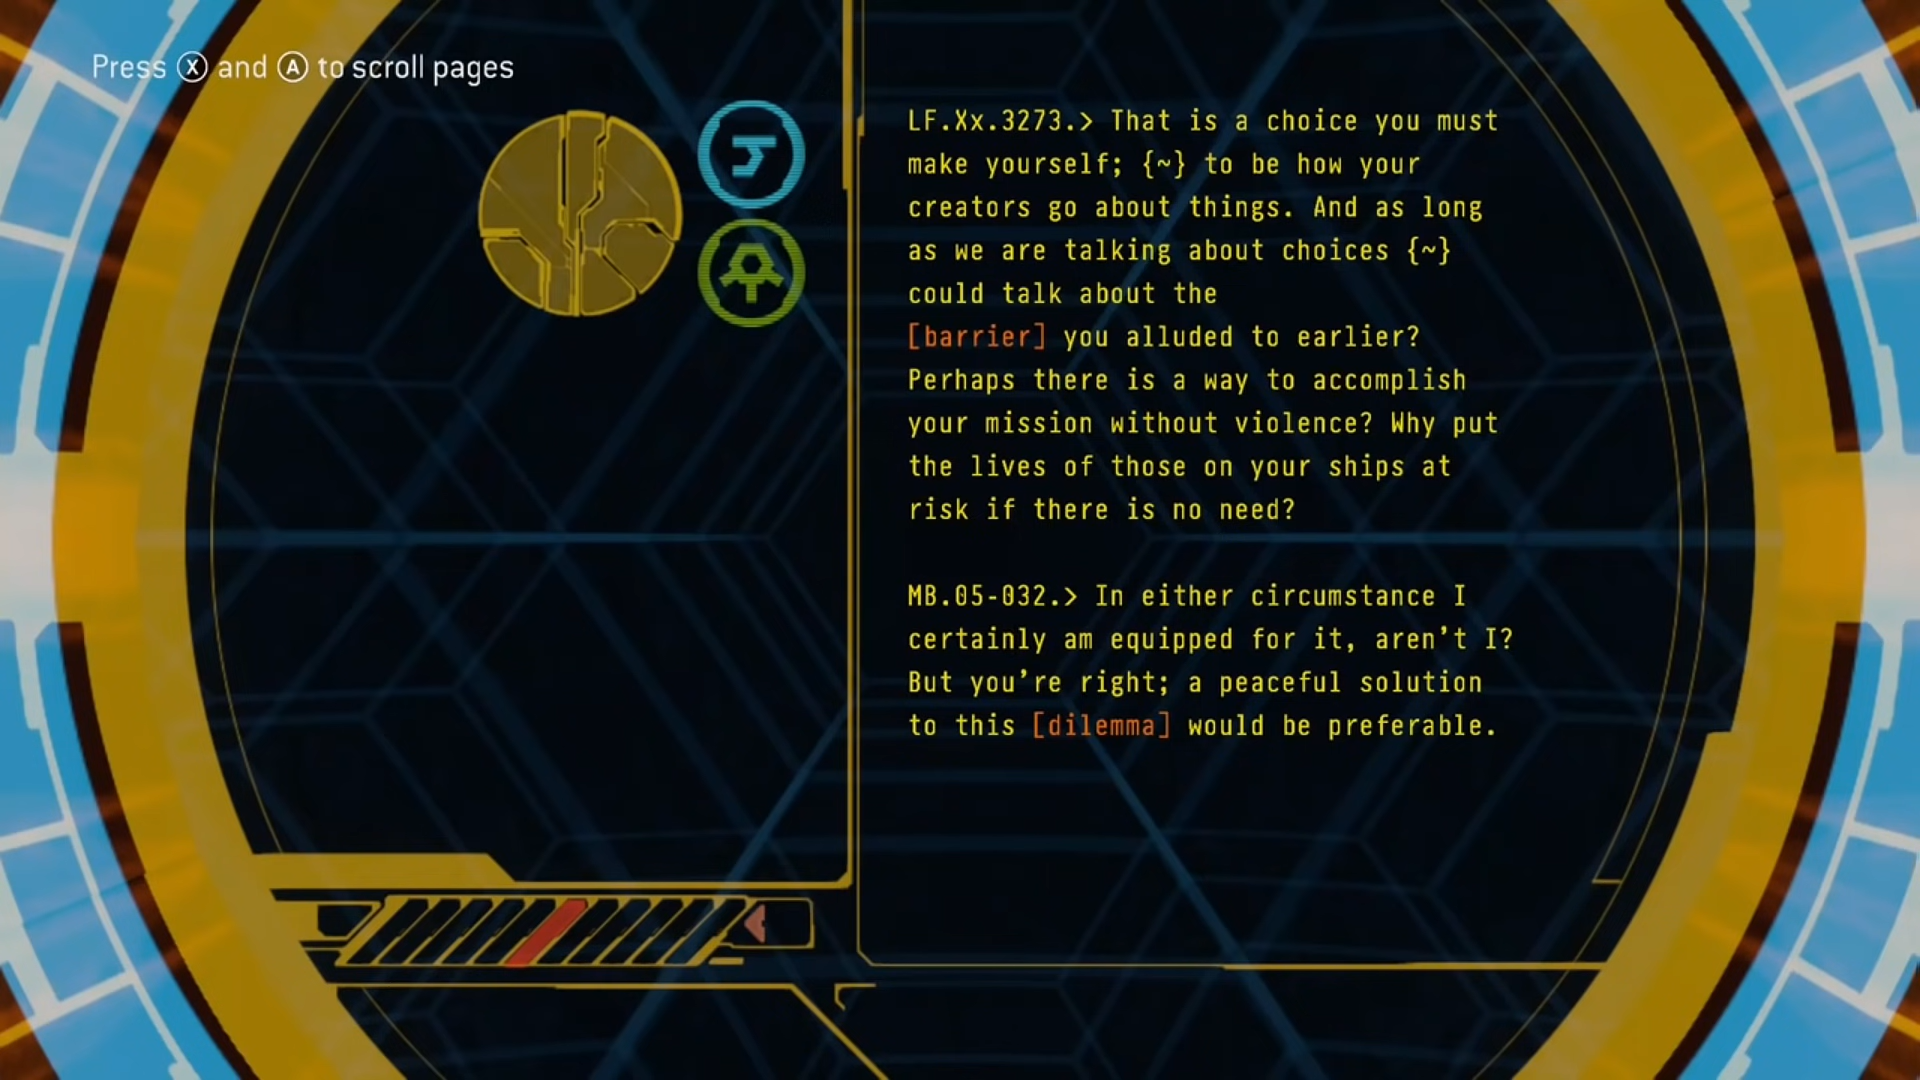 Press X and A to scroll pages
LF.Xx.3273.> That is a choice you must
make yourself; {~} to be how your
creators go about things. And as long
as we are talking about choices {~}
could talk about the
[barrier] you alluded to earlier?
Perhaps there is a way to accomplish
your mission without violence? Why put
the lives of those on your ships at
risk if there is no need?
MB.05-032.> In either circumstance I
certainly am equipped for it, aren’t I?
But you’re right; a peaceful solution
to this [dilemma] would be preferable.